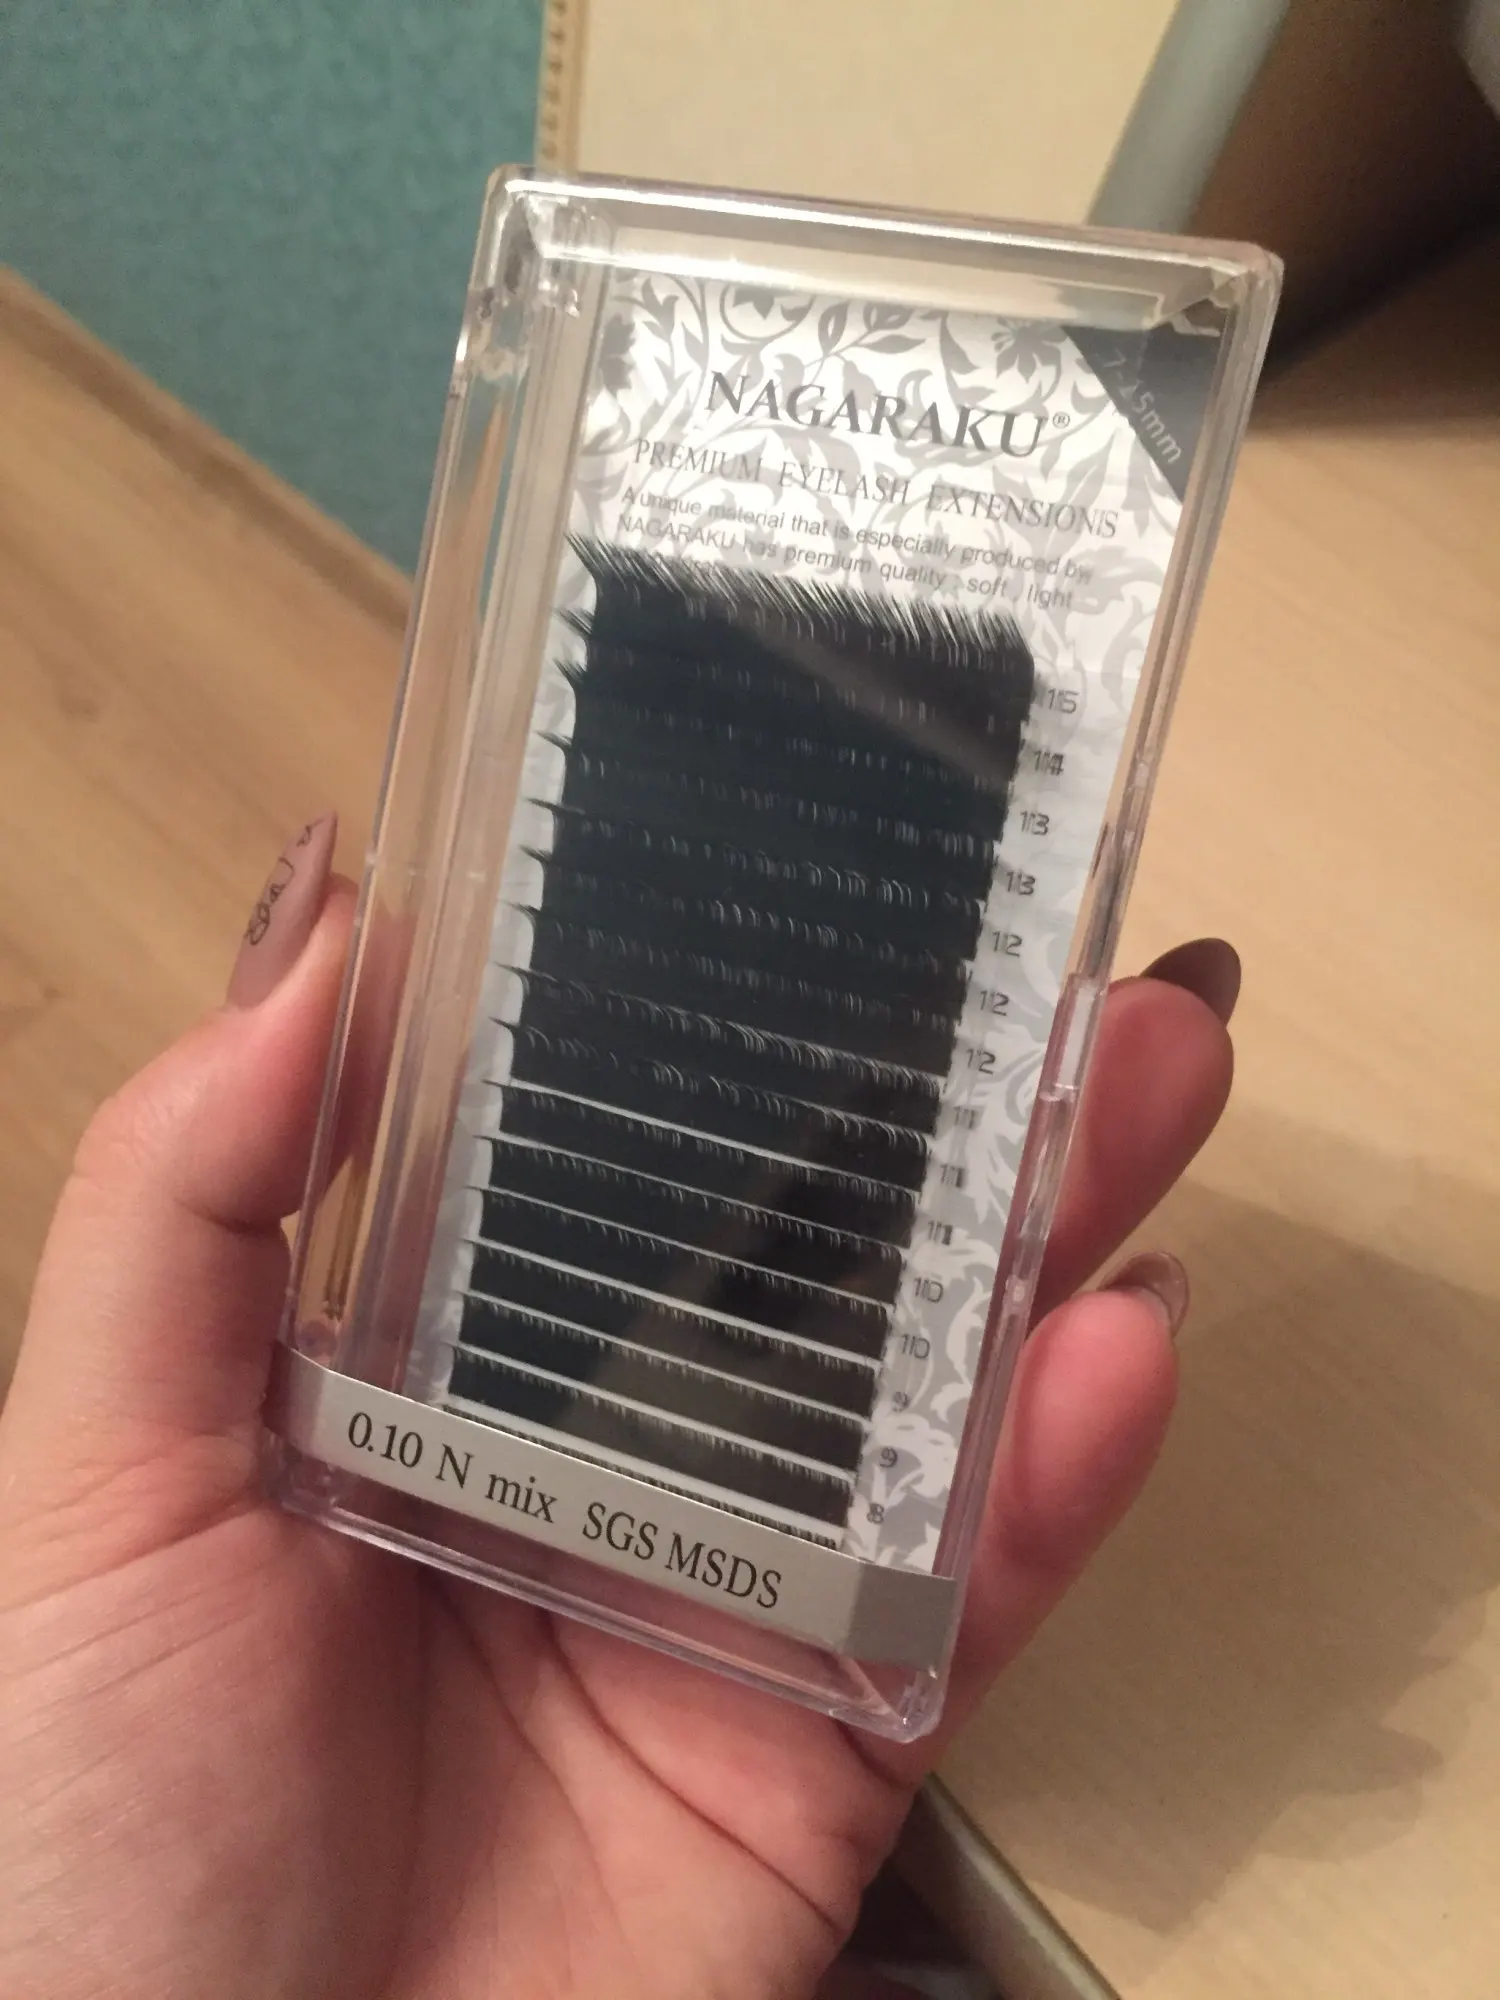 NAGARAKU®
7-15mm
PREMIUM EYELASH EXTENSIONS
A unique material that is especially produced by
NAGARAKU has premium quality : soft , light
15
14
13
13
12
12
12
11
11
11
10
10
9
9
8
0.10 N mix SGS MSDS